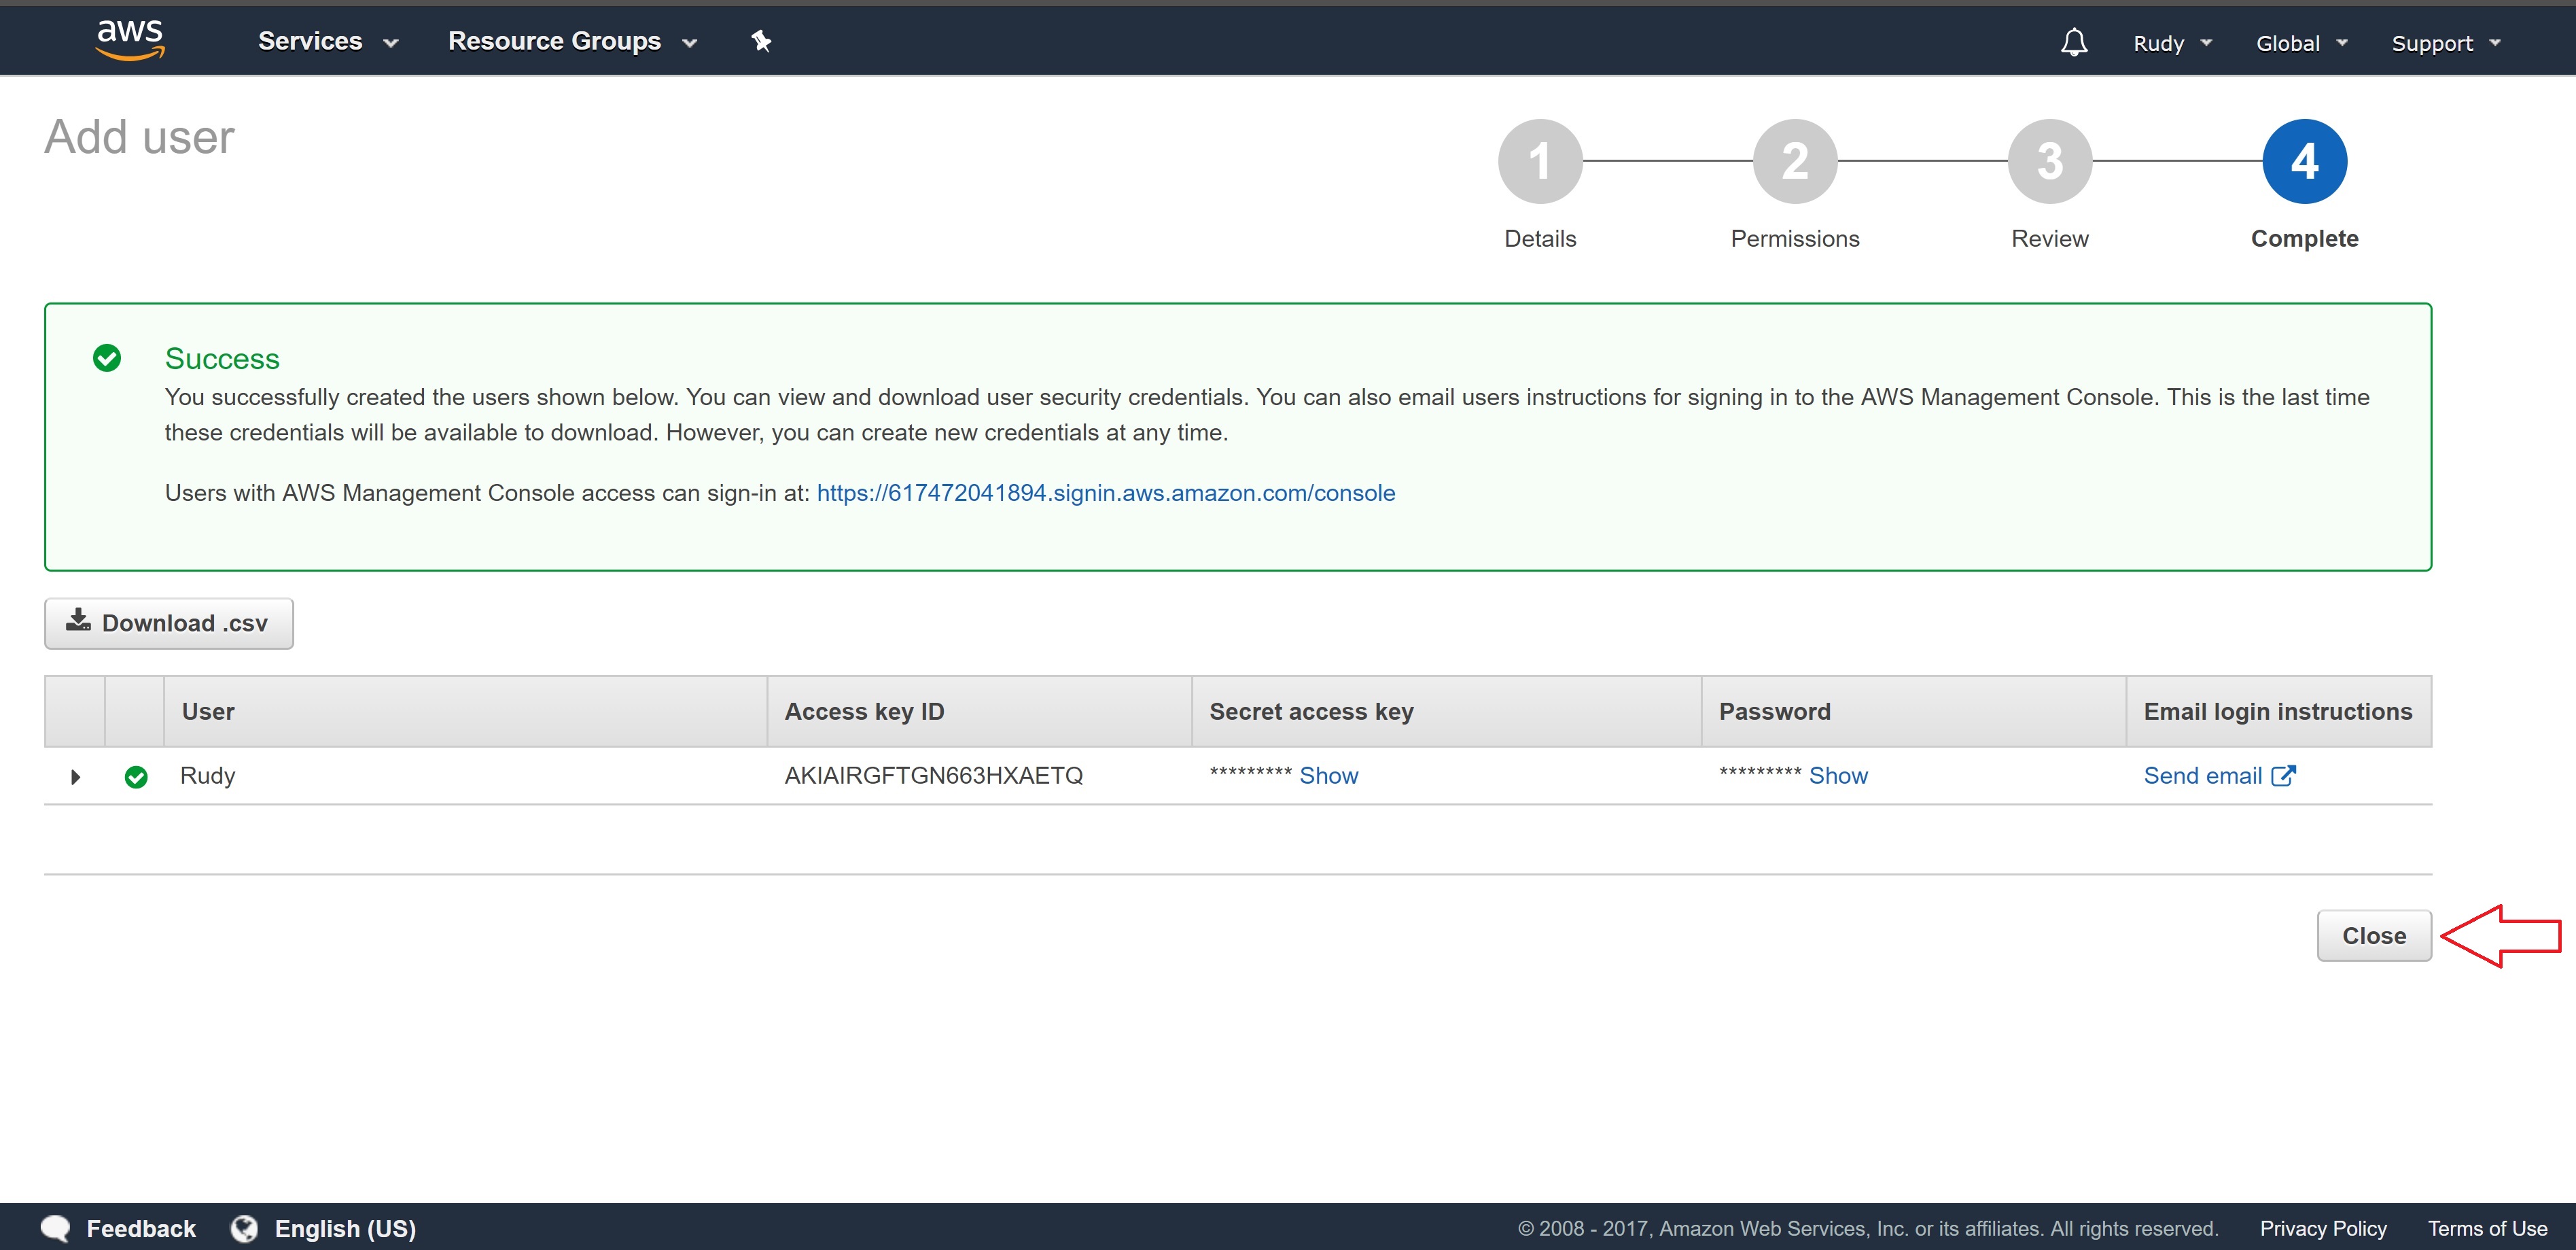 aws Services Resource Groups Rudy Global Support
Add user
1 2 3 4
Details Permissions Review Complete
Success
You successfully created the users shown below. You can view and download user security credentials. You can also email users instructions for signing in to the AWS Management Console. This is the last time
these credentials will be available to download. However, you can create new credentials at any time.
Users with AWS Management Console access can sign-in at: https://617472041894.signin.aws.amazon.com/console
Download .csv
User Access key ID Secret access key Password Email login instructions
Rudy AKIAIRGFTGN663HXAETQ ********* Show ********* Show Send email
Close
Feedback English (US) © 2008 - 2017, Amazon Web Services, Inc. or its affiliates. All rights reserved. Privacy Policy Terms of Use